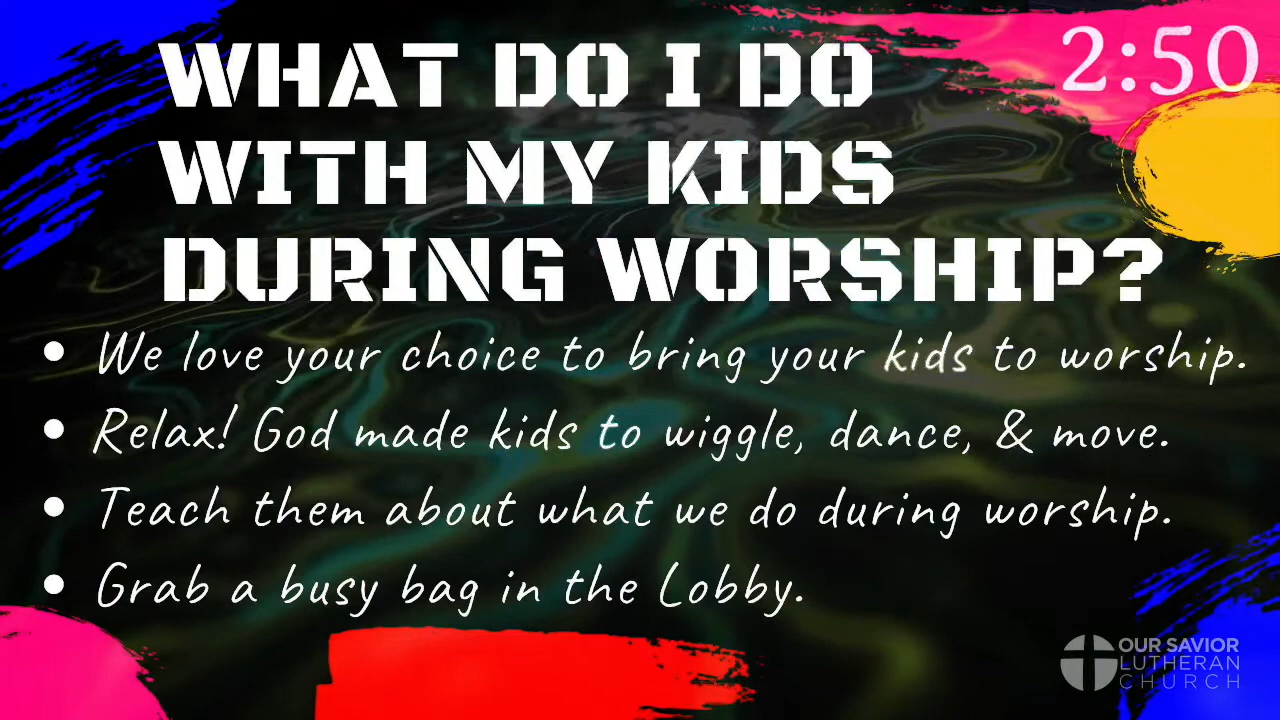 2:50
WHAT DO I DO
WITH MY KIDS
DURING WORSHIP?
• We love your choice to bring your kids to worship.
• Relax! God made kids to wiggle, dance, & move.
• Teach them about what we do during worship.
• Grab a busy bag in the Lobby.
OUR SAVIOR
LUTHERAN
CHURCH